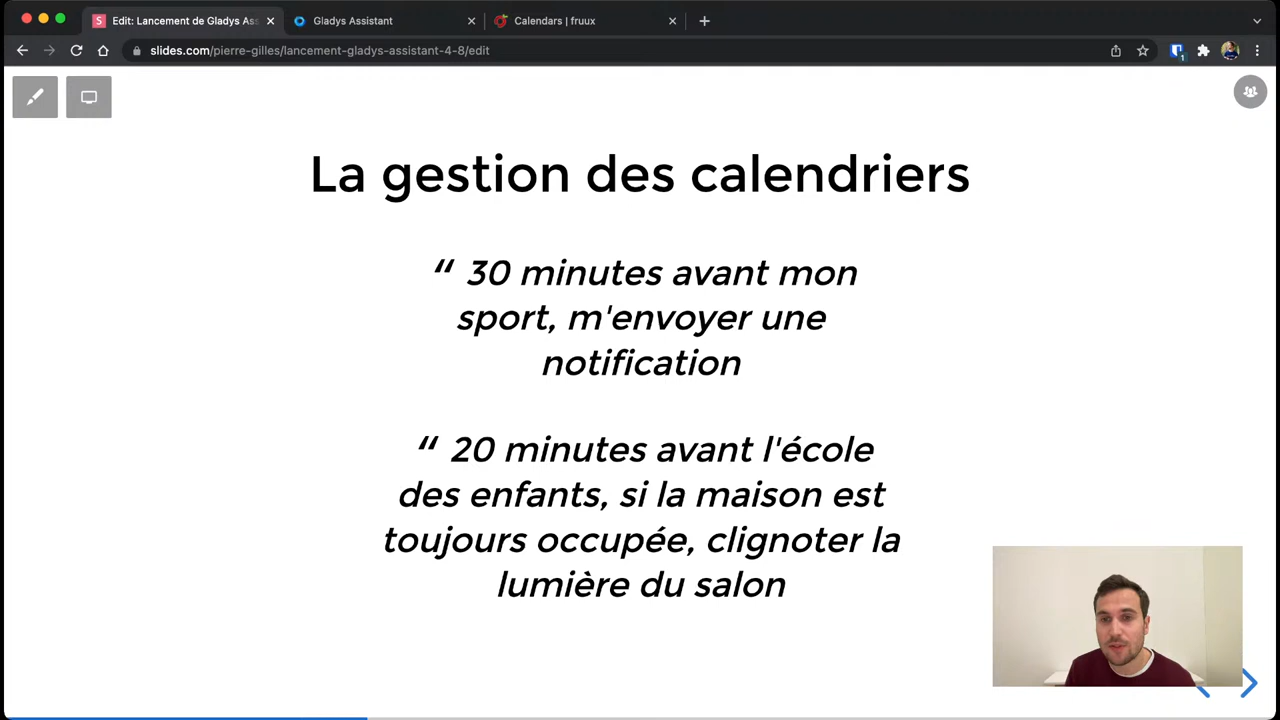 Edit: Lancement de Gladys Ass
Gladys Assistant
Calendars | fruux
slides.com/pierre-gilles/lancement-gladys-assistant-4-8/edit
1
La gestion des calendriers
“ 30 minutes avant mon
sport, m'envoyer une
notification
“ 20 minutes avant l'école
des enfants, si la maison est
toujours occupée, clignoter la
lumière du salon